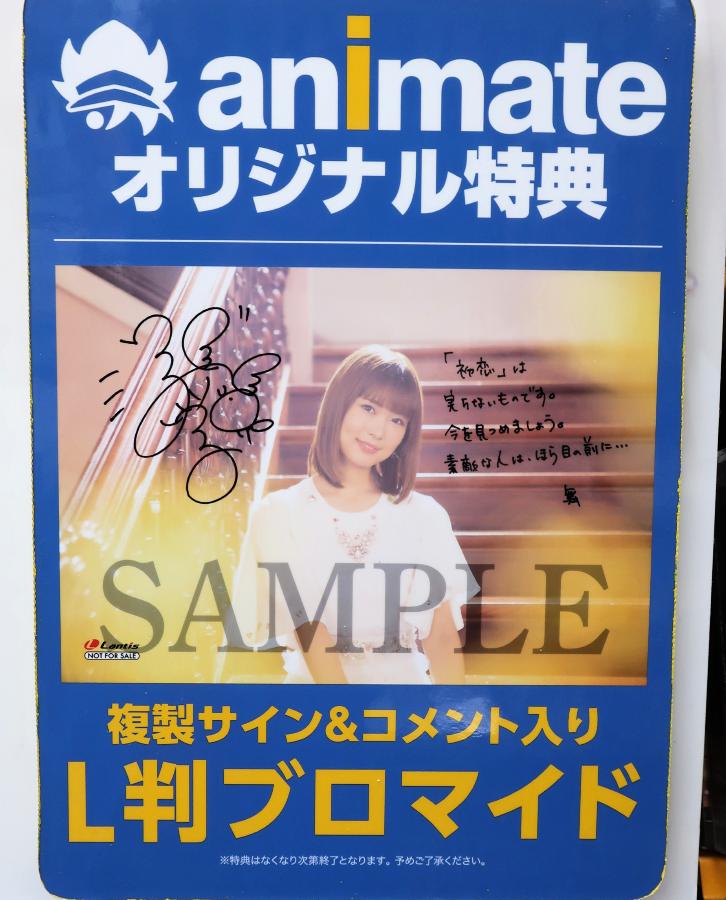 animate
オリジナル特典
「初恋」は
実らないものです。
今を見つめましょう。
素敵な人は、ほら目の前に…
SAMPLE
Lantis
NOT FOR SALE
複製サイン&コメント入り
L判ブロマイド
※特典はなくなり次第終了となります。予めご了承ください。